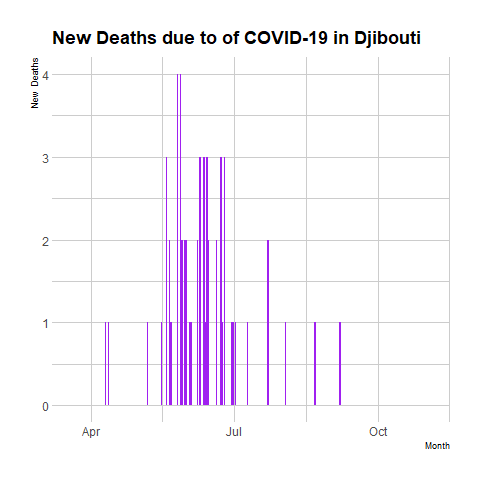 New Deaths due to of COVID-19 in Djibouti
New Deaths
4
3
2
1
0
Apr
Jul
Oct
Month